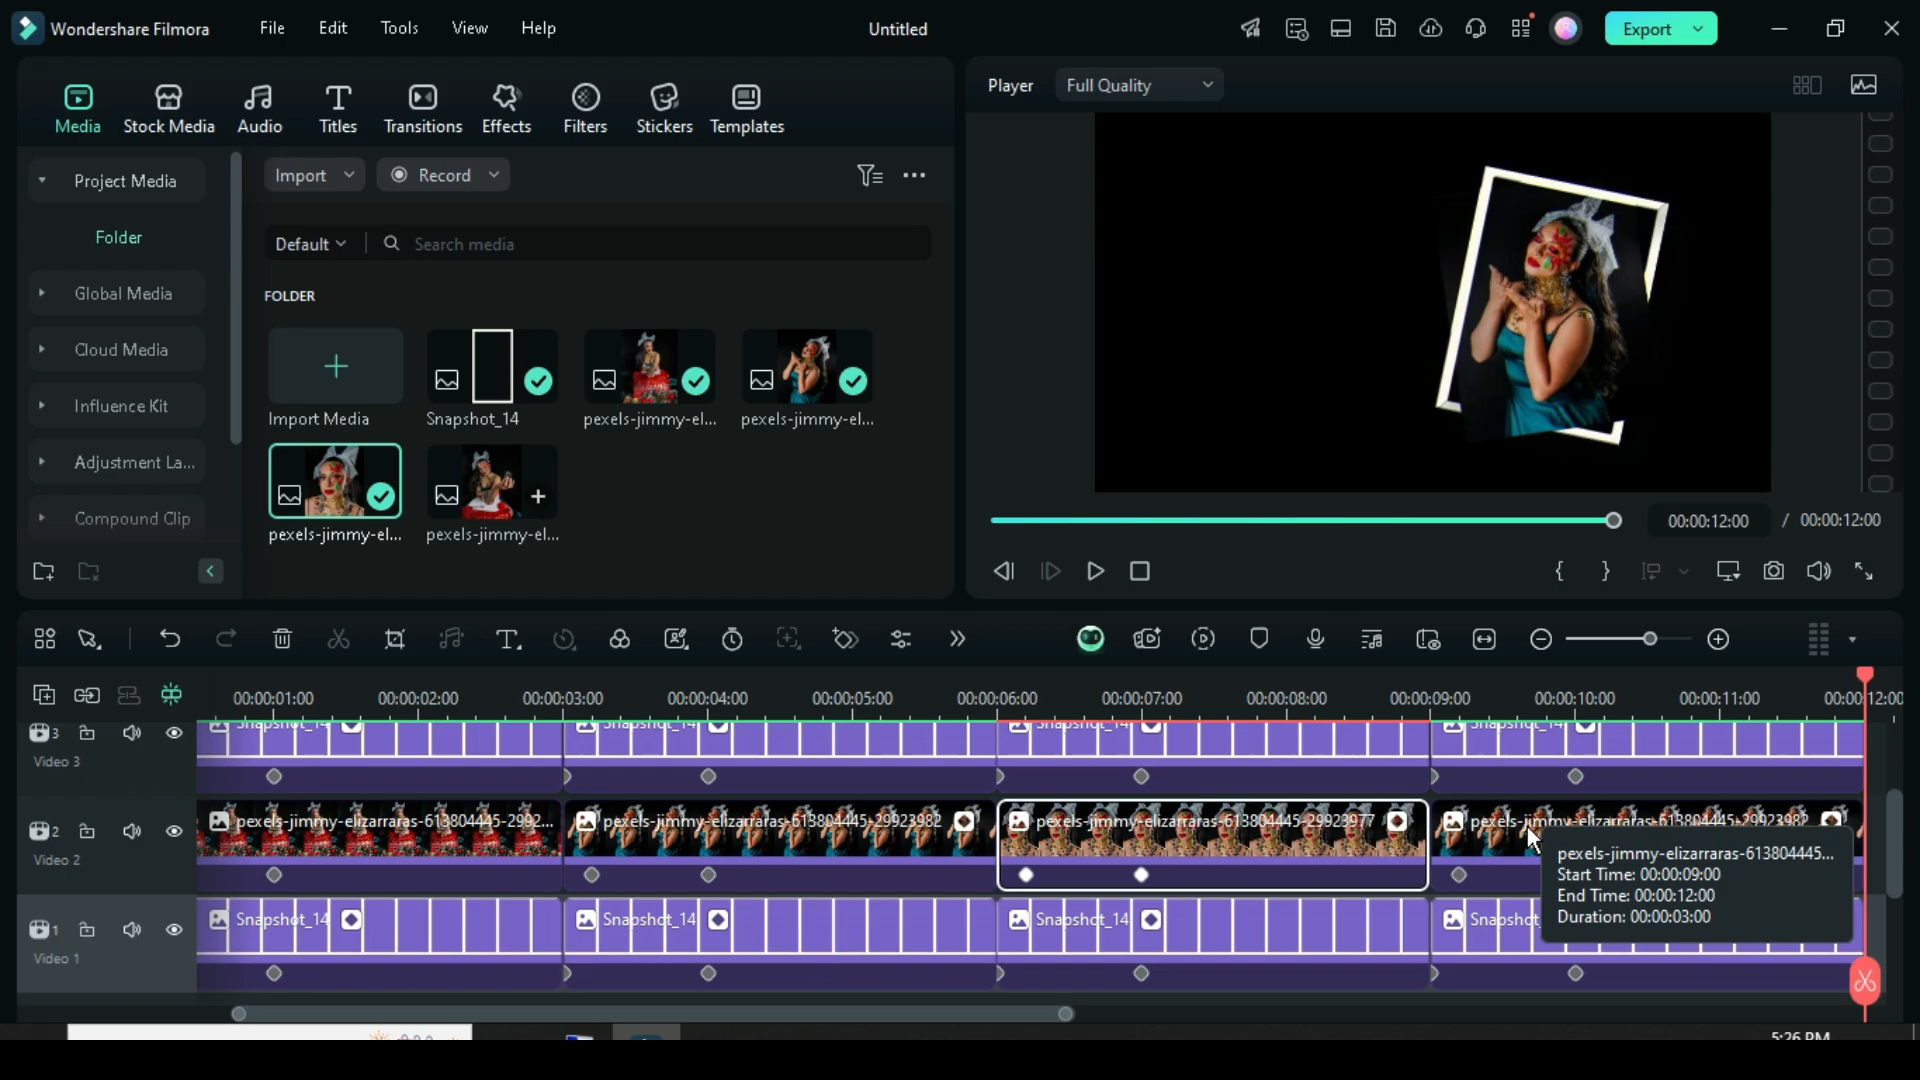 Wondershare Filmora
File
Edit
Tools
View
Help
Untitled
Export
Media
Stock Media
Audio
Titles
Transitions
Effects
Filters
Stickers
Templates
Player
Full Quality
Project Media
Folder
Global Media
Cloud Media
Influence Kit
Adjustment La...
Compound Clip
Import
Record
Default
Search media
FOLDER
Import Media
Snapshot_14
pexels-jimmy-el...
pexels-jimmy-el...
pexels-jimmy-el...
pexels-jimmy-el...
00:00:12:00
/ 00:00:12:00
00:00:01:00
00:00:02:00
00:00:03:00
00:00:04:00
00:00:05:00
00:00:06:00
00:00:07:00
00:00:08:00
00:00:09:00
00:00:10:00
00:00:11:00
00:00:12:00
3
Video 3
Snapshot_14
Snapshot_14
Snapshot_14
Snapshot_14
2
Video 2
pexels-jimmy-elizarraras-613804445-2992...
pexels-jimmy-elizarraras-613804445-29923982
pexels-jimmy-elizarraras-613804445-29923977
pexels-jimmy-elizarraras-613804445-29923982
pexels-jimmy-elizarraras-613804445...
Start Time: 00:00:09:00
End Time: 00:00:12:00
Duration: 00:00:03:00
1
Video 1
Snapshot_14
Snapshot_14
Snapshot_14
Snapshot
5:26 PM